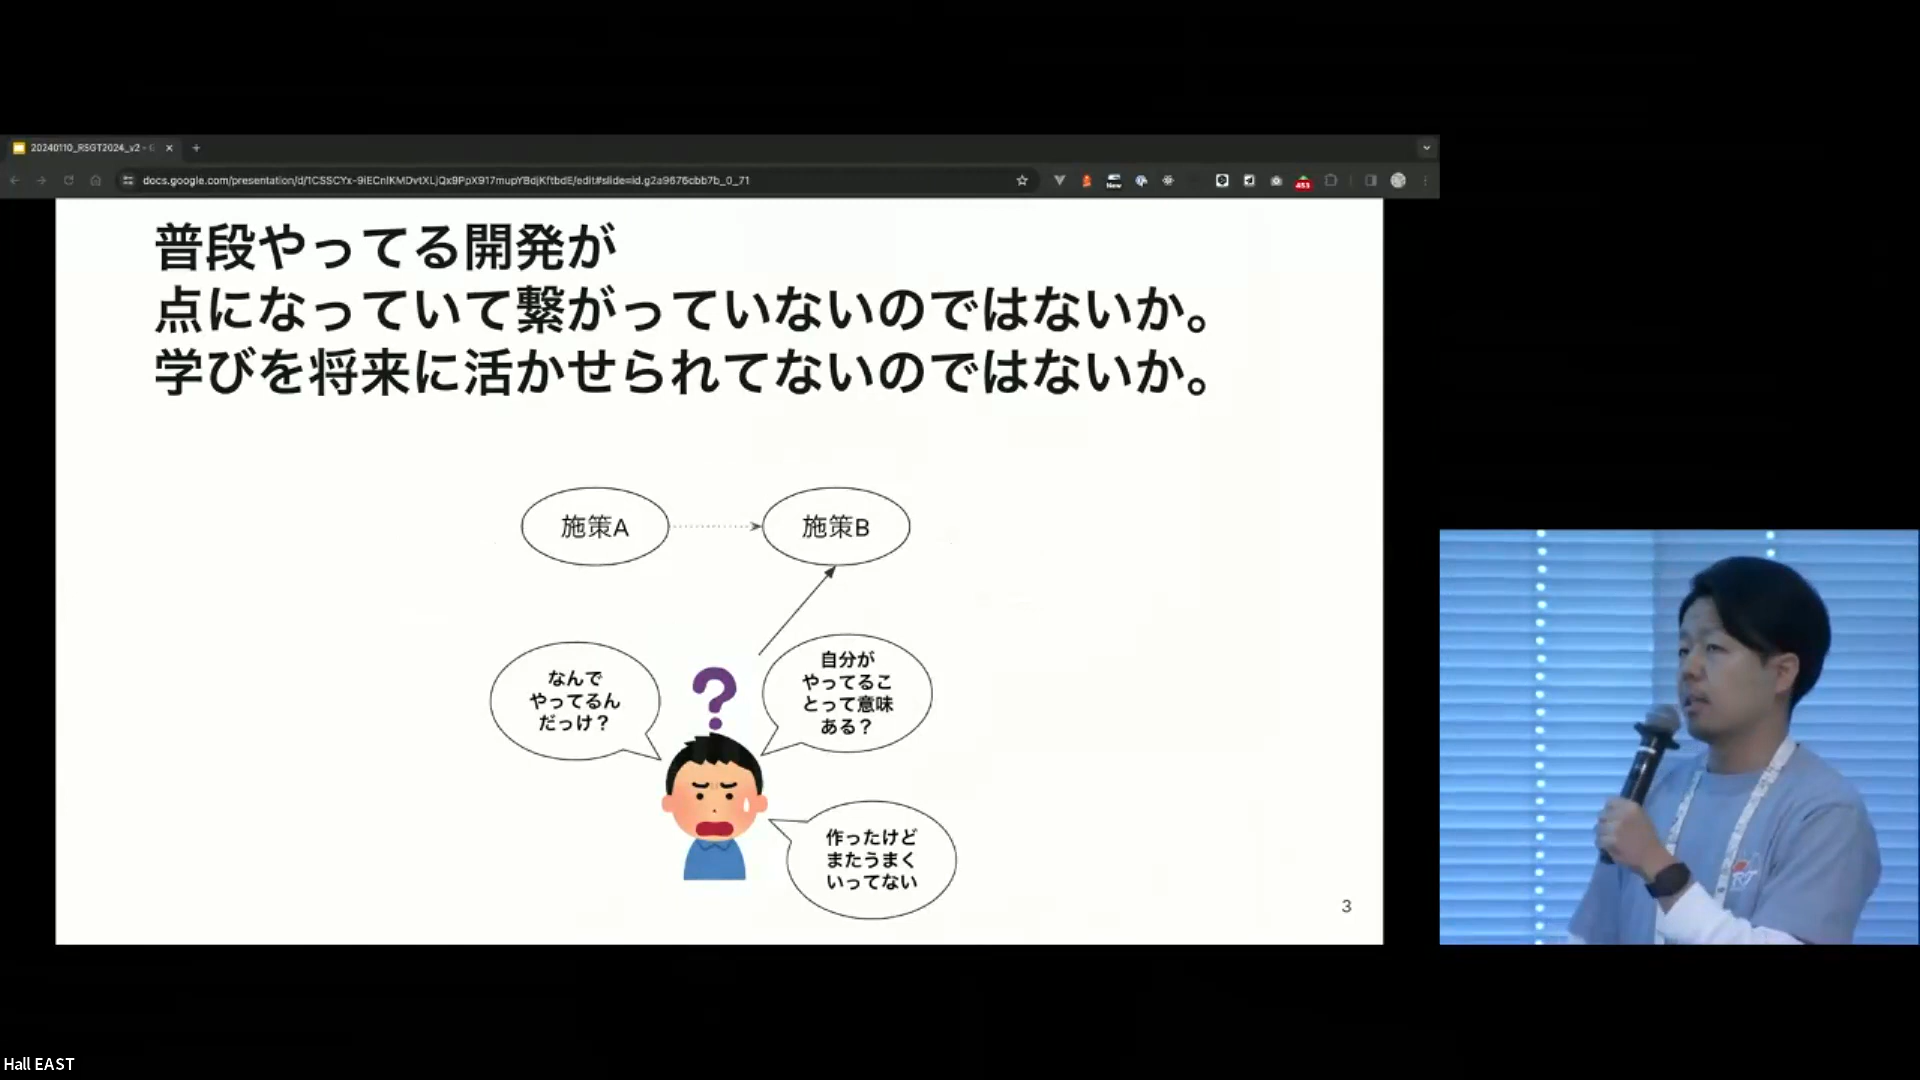 20240110_RSGT2024_v2 - G
docs.google.com/presentation/d/1CSSCYx-9iECnlKMDvtXLjQx9PpX917mupYBdjKftbdE/edit#slide=id.g2a9676cbb7b_0_71
New
453
普段やってる開発が
点になっていて繋がっていないのではないか。
学びを将来に活かせられてないのではないか。
施策A
施策B
なんで
やってるん
だっけ？
自分が
やってるこ
とって意味
ある？
作ったけど
またうまく
いってない
3
Hall EAST